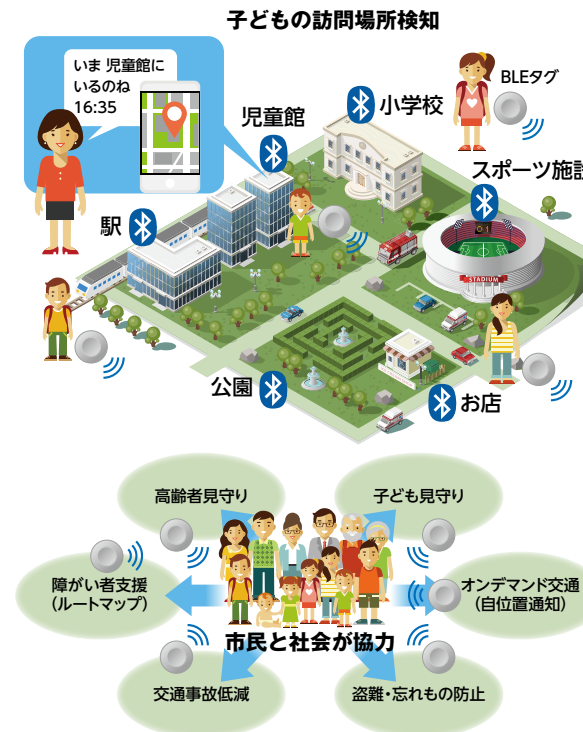 子どもの訪問場所検知
いま 児童館に
いるのね
16:35
BLEタグ
小学校
児童館
スポーツ施設
駅
0 1
STADIUM
公園
お店
高齢者見守り
子ども見守り
障がい者支援
(ルートマップ)
オンデマンド交通
(自位置通知)
市民と社会が協力
交通事故低減
盗難・忘れもの防止